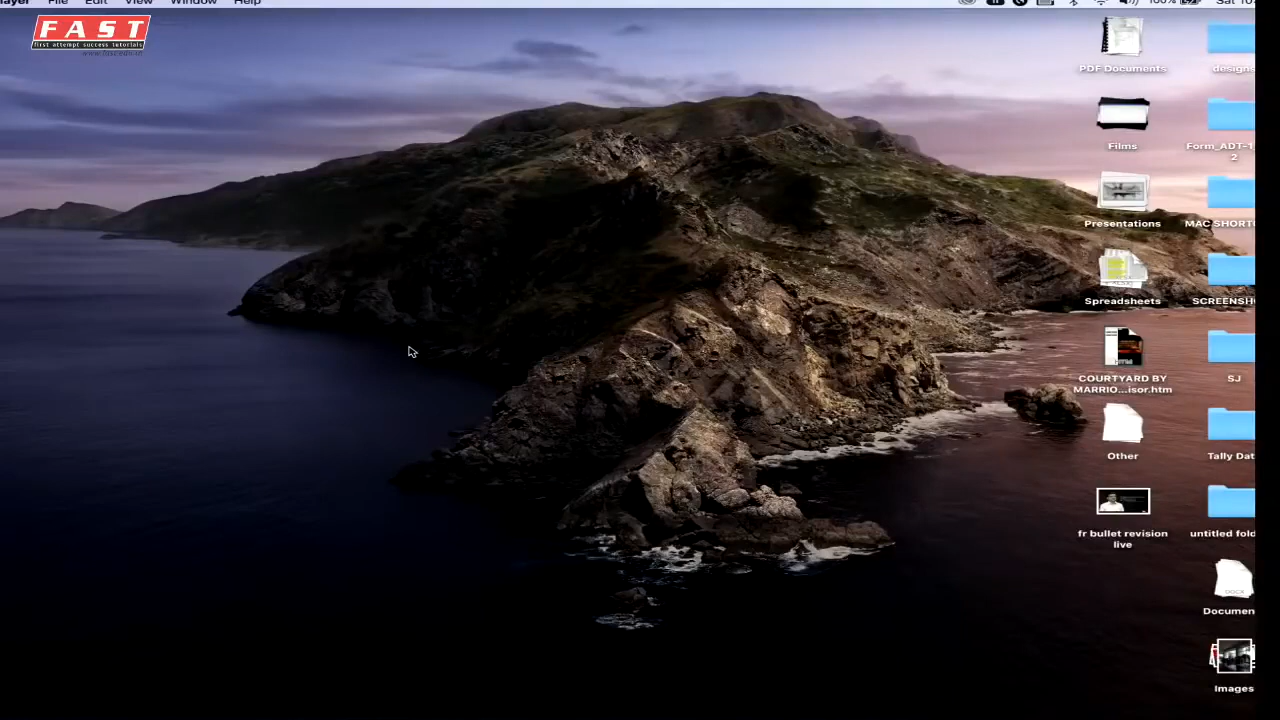 File Edit View Window Help
100%
Sat
FAST
first attempt success tutorials
PDF Documents
designs
Films
Form_ADT-1
2
Presentations
MAC SHORT
Spreadsheets
SCREENSH
COURTYARD BY
MARRIO...isor.htm
SJ
Other
Tally Dat
fr bullet revision
live
untitled fold
Documen
Images